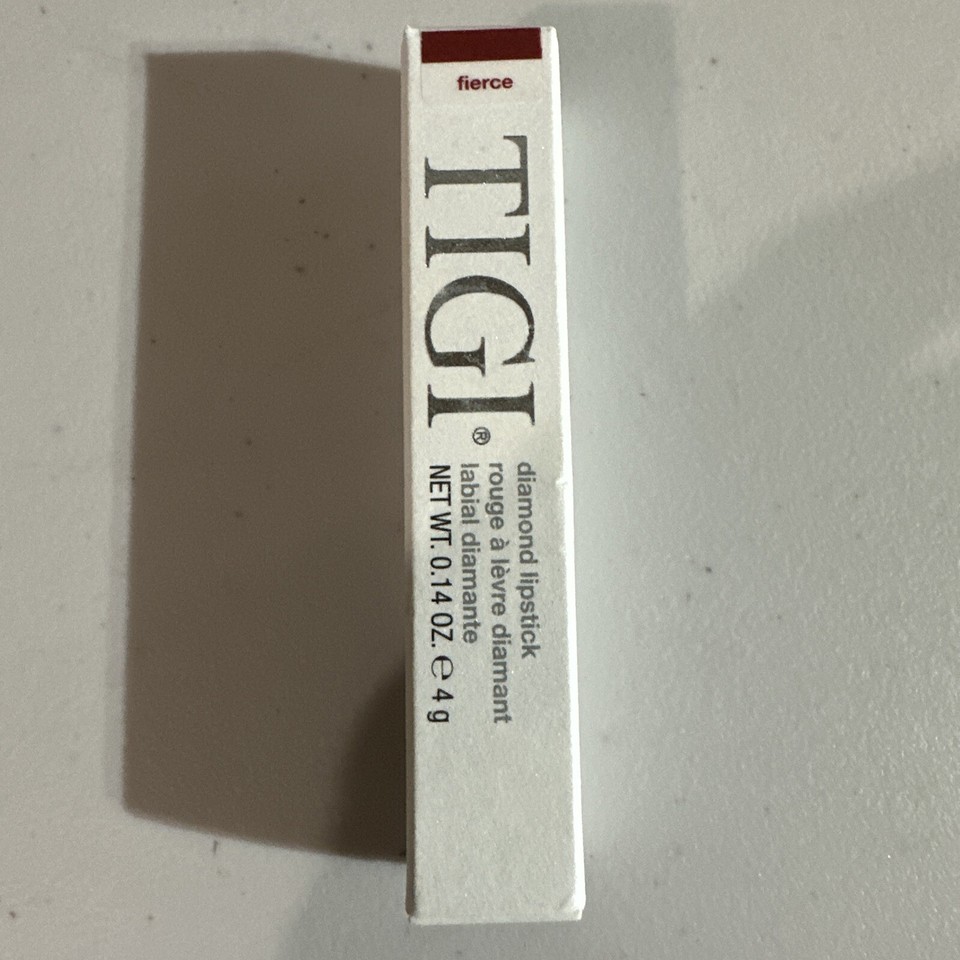 fierce
TIGI®
diamond lipstick
rouge à lèvre diamant
labial diamante
NET WT. 0.14 OZ. ℮ 4 g